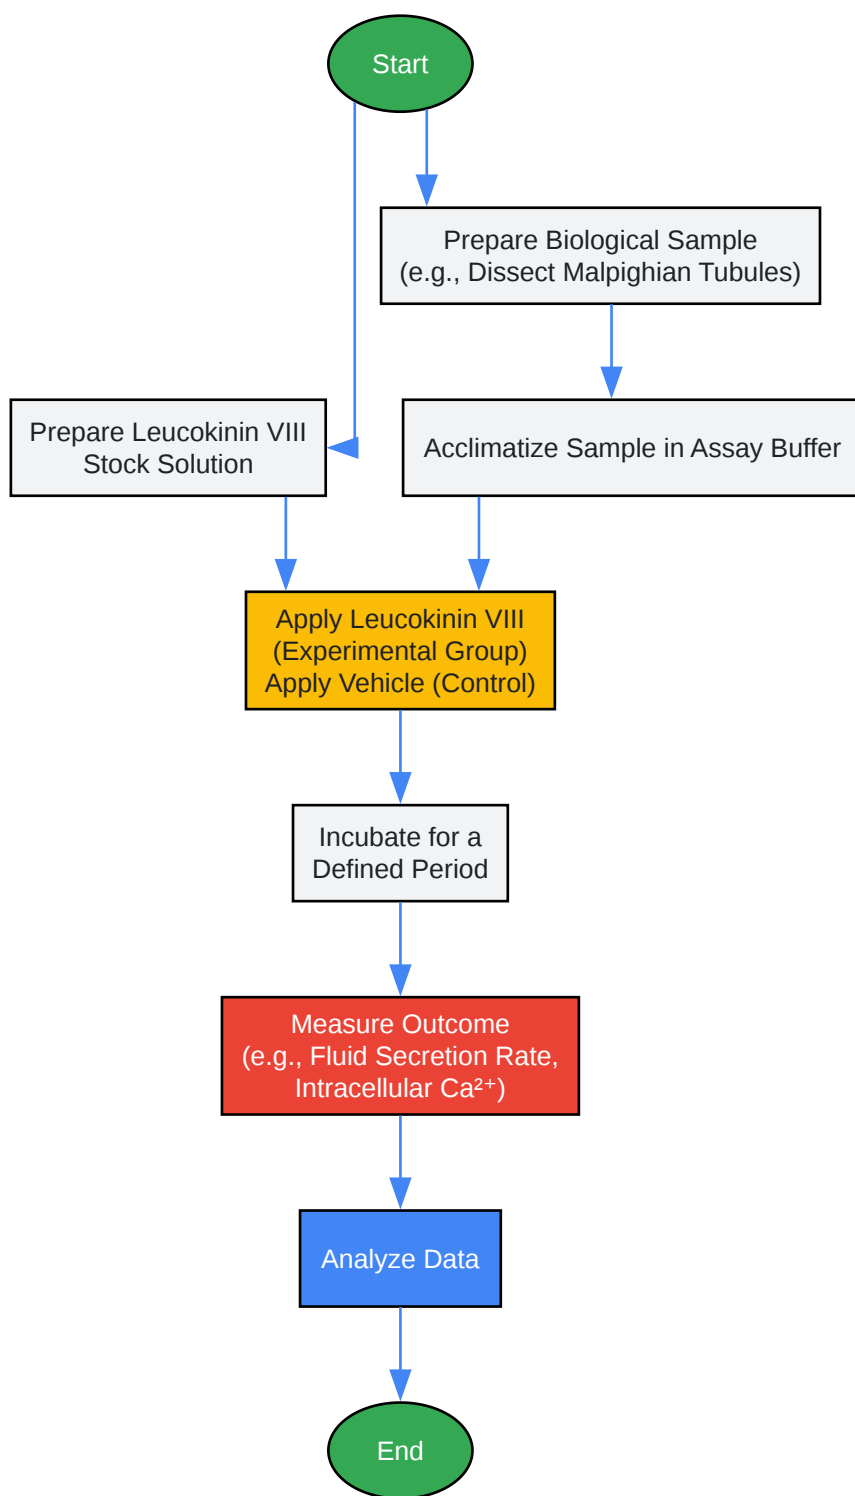 Start
Prepare Biological Sample
(e.g., Dissect Malpighian Tubules)
Prepare Leucokinin VIII
Stock Solution
Acclimatize Sample in Assay Buffer
Apply Leucokinin VIII
(Experimental Group)
Apply Vehicle (Control)
Incubate for a
Defined Period
Measure Outcome
(e.g., Fluid Secretion Rate,
Intracellular Ca²⁺)
Analyze Data
End